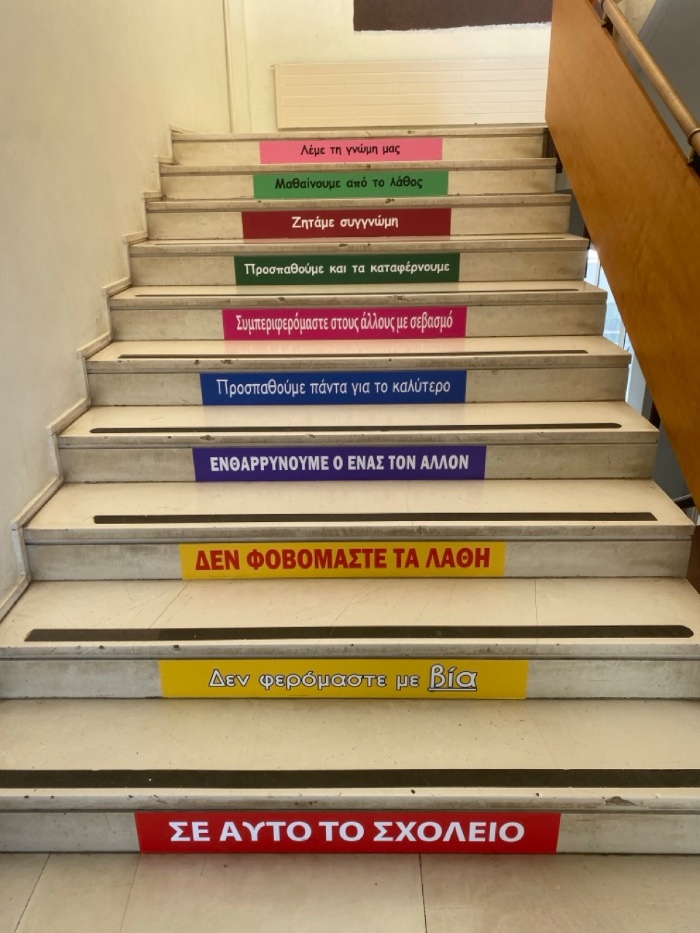 Λέμε τη γνώμη μας
Μαθαίνουμε από το λάθος
Ζητάμε συγγνώμη
Προσπαθούμε και τα καταφέρνουμε
Συμπεριφερόμαστε στους άλλους με σεβασμό
Προσπαθούμε πάντα για το καλύτερο
ΕΝΘΑΡΡΥΝΟΥΜΕ Ο ΕΝΑΣ ΤΟΝ ΑΛΛΟΝ
ΔΕΝ ΦΟΒΟΜΑΣΤΕ ΤΑ ΛΑΘΗ
Δεν φερόμαστε με βία
ΣΕ ΑΥΤΟ ΤΟ ΣΧΟΛΕΙΟ